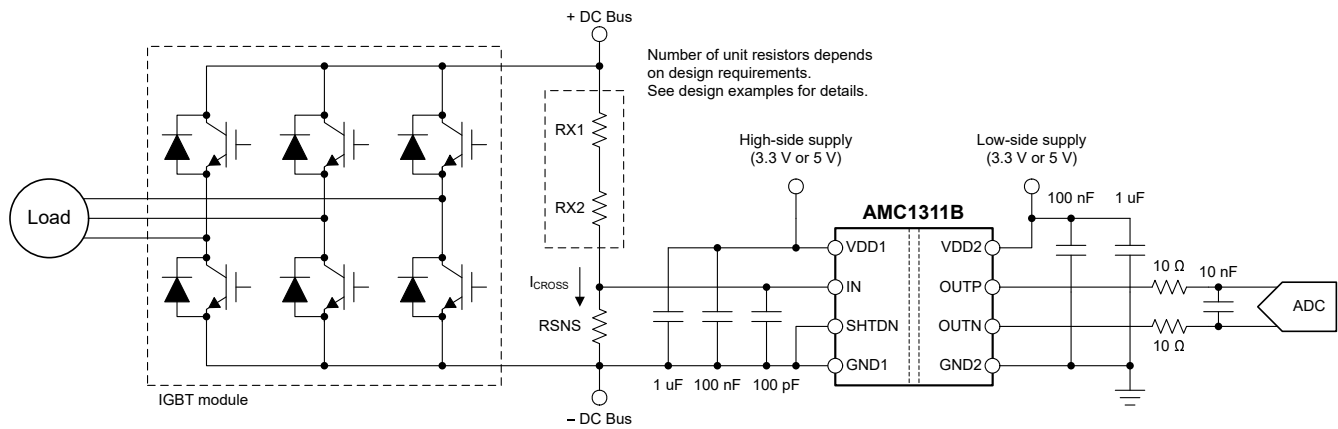 + DC Bus
Number of unit resistors depends
on design requirements.
See design examples for details.
RX1
RX2
High-side supply
(3.3 V or 5 V)
Low-side supply
(3.3 V or 5 V)
100 nF
1 uF
AMC1311B
Load
VDD1
VDD2
ICROSS
IN
OUTP
10 Ω
10 nF
ADC
RSNS
SHTDN
OUTN
10 Ω
GND1
GND2
1 uF
100 nF
100 pF
IGBT module
– DC Bus